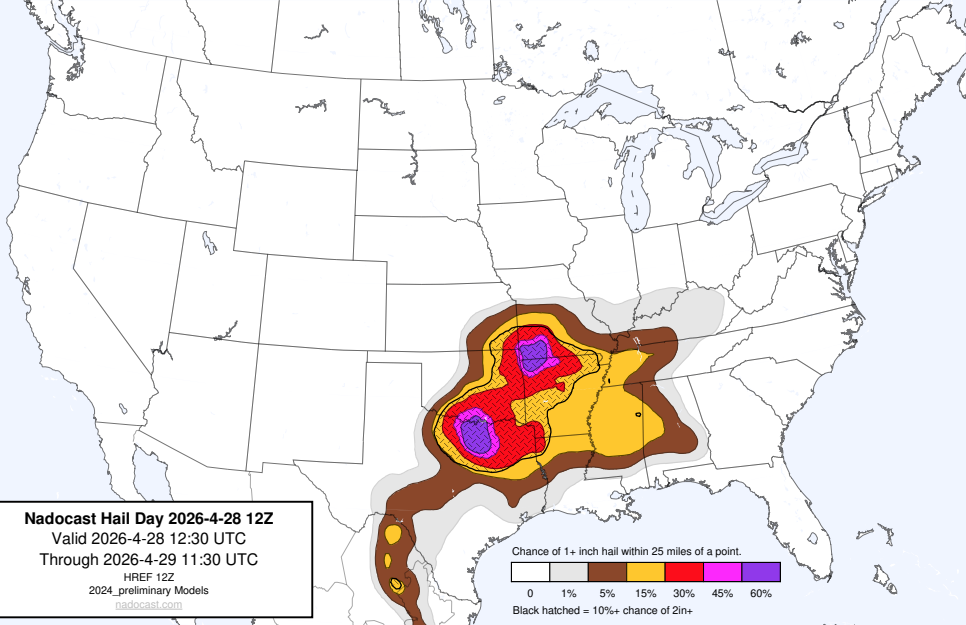 Nadocast Hail Day 2026-4-28 12Z
Valid 2026-4-28 12:30 UTC
Through 2026-4-29 11:30 UTC
HREF 12Z
2024_preliminary Models
nadocast.com
Chance of 1+ inch hail within 25 miles of a point.
0 1% 5% 15% 30% 45% 60%
Black hatched = 10%+ chance of 2in+